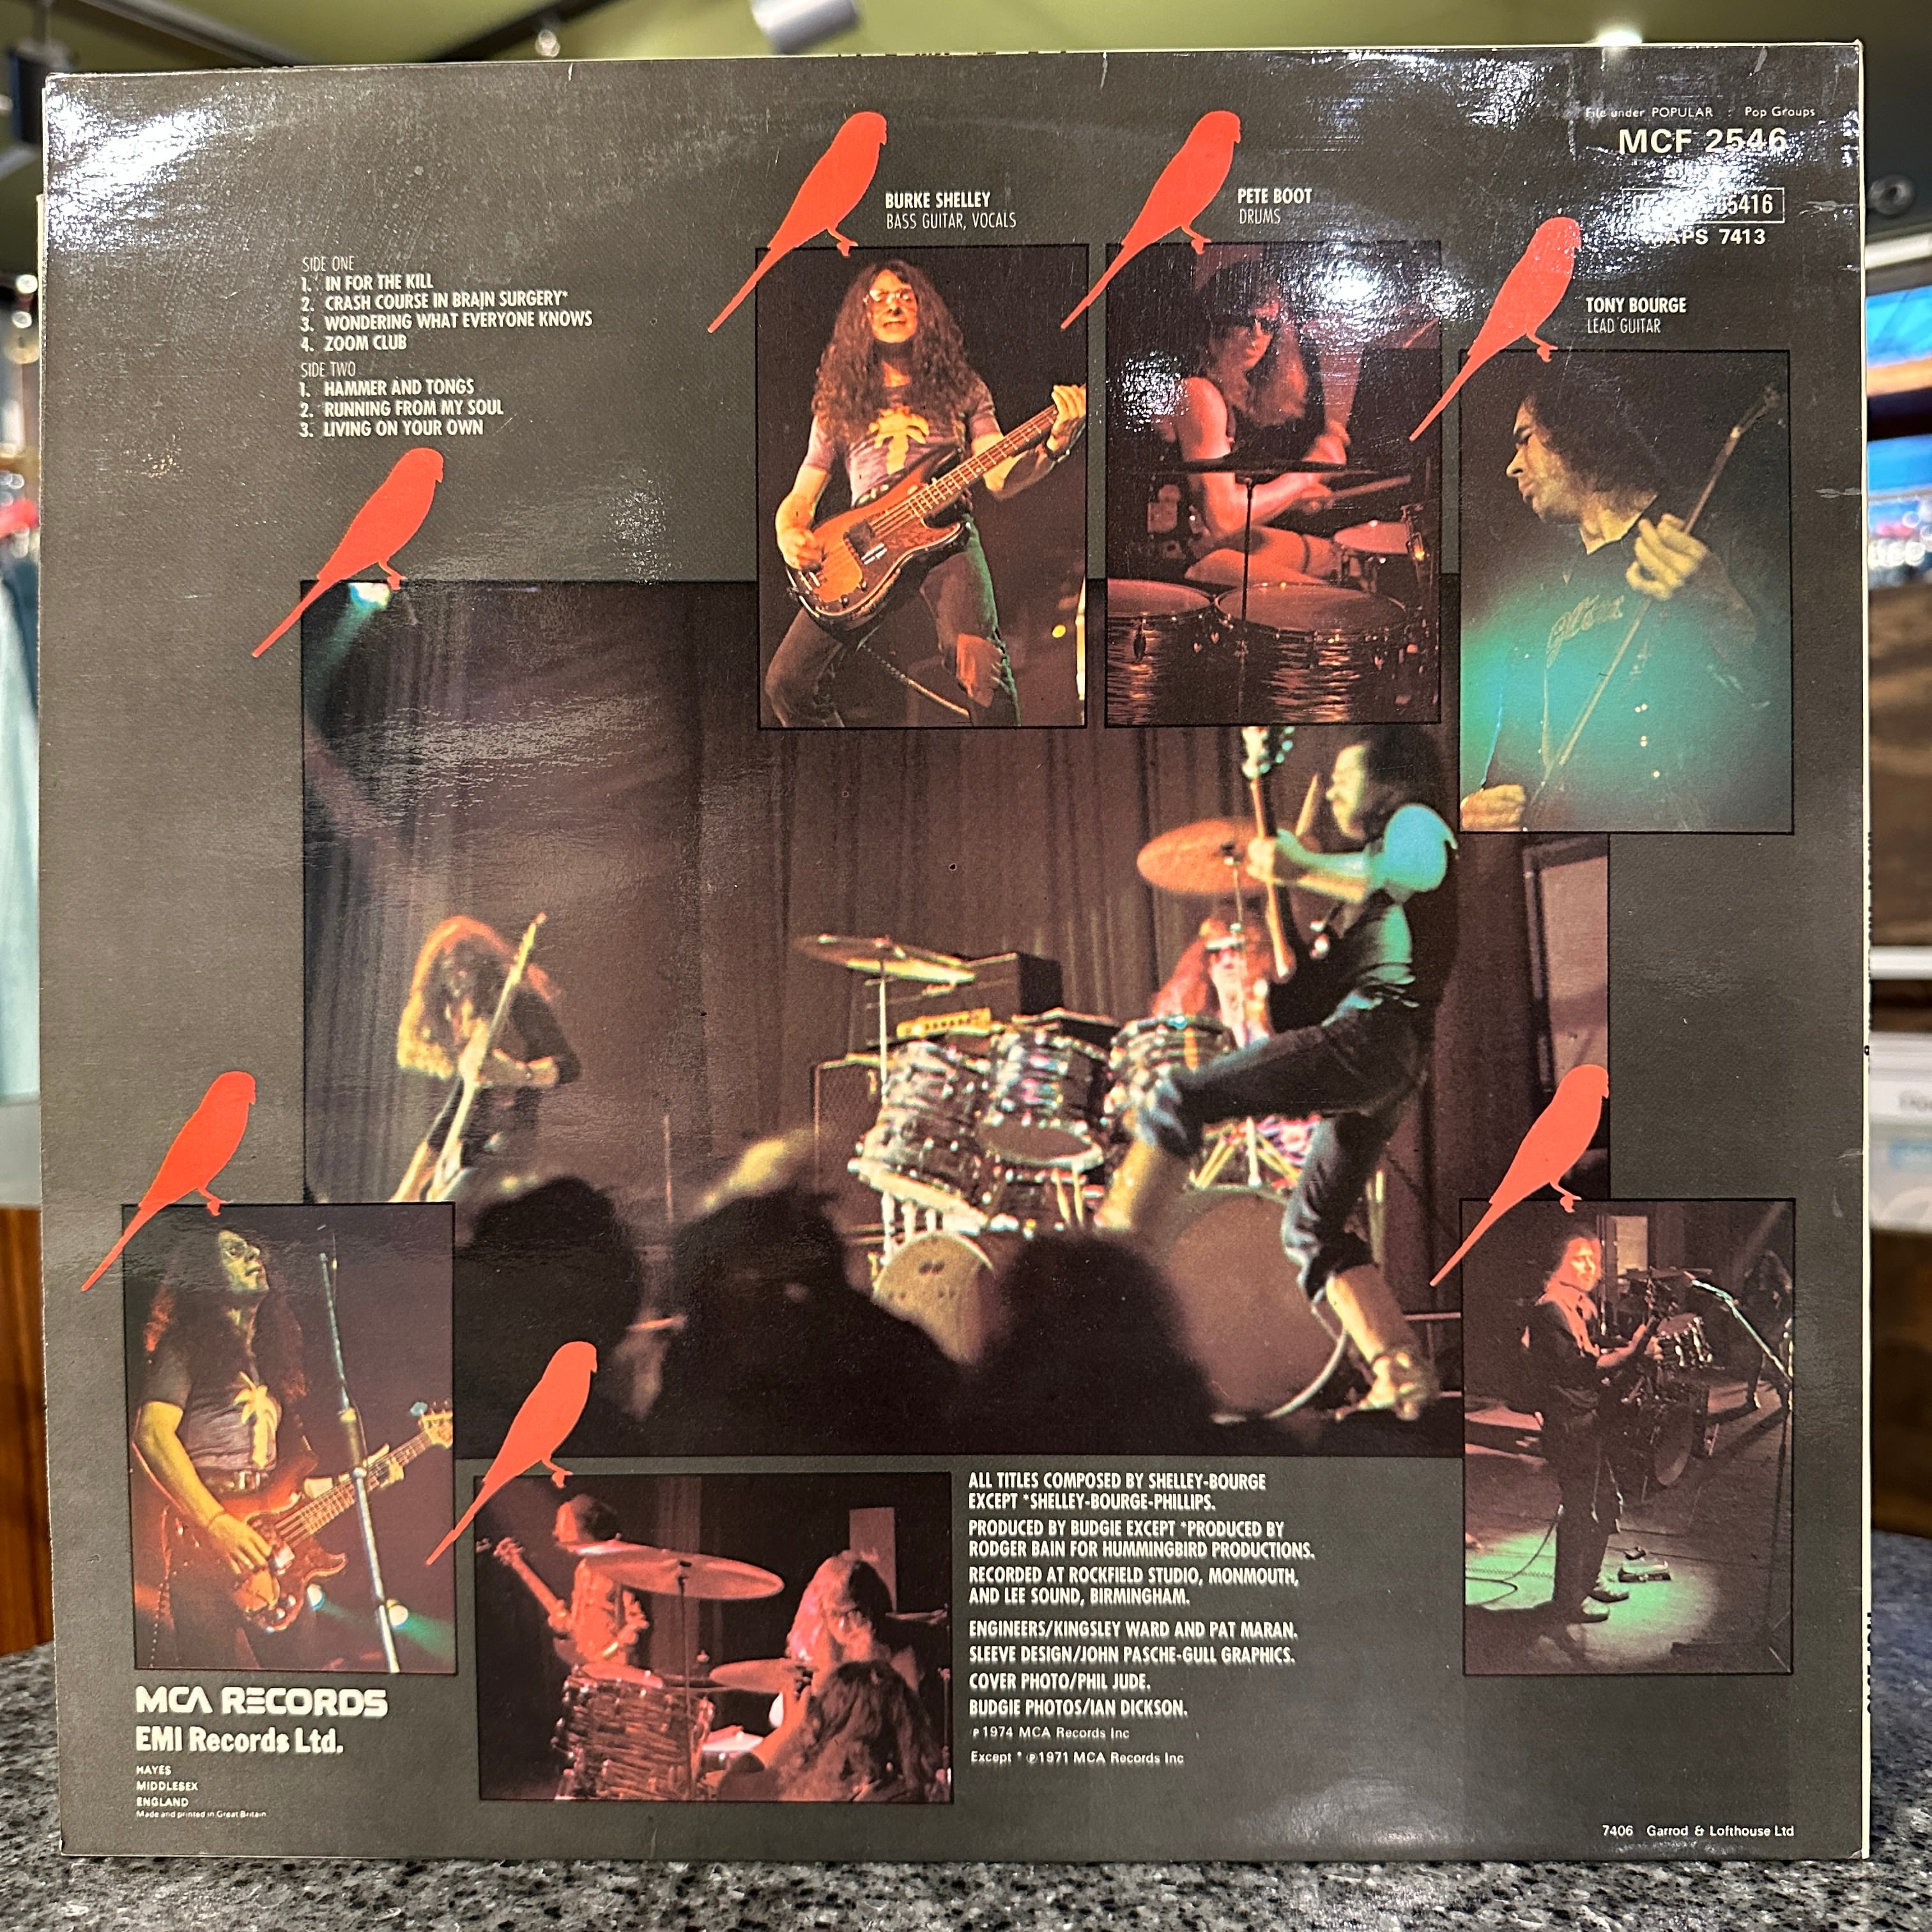 File under POPULAR Pop Groups
MCF 2546
5416
MAPS 7413
BURKE SHELLEY
BASS GUITAR, VOCALS
PETE BOOT
DRUMS
TONY BOURGE
LEAD GUITAR
SIDE ONE
1. IN FOR THE KILL
2. CRASH COURSE IN BRAIN SURGERY*
3. WONDERING WHAT EVERYONE KNOWS
4. ZOOM CLUB
SIDE TWO
1. HAMMER AND TONGS
2. RUNNING FROM MY SOUL
3. LIVING ON YOUR OWN
ALL TITLES COMPOSED BY SHELLEY-BOURGE
EXCEPT *SHELLEY-BOURGE-PHILLIPS.
PRODUCED BY BUDGIE EXCEPT *PRODUCED BY
RODGER BAIN FOR HUMMINGBIRD PRODUCTIONS.
RECORDED AT ROCKFIELD STUDIO, MONMOUTH,
AND LEE SOUND, BIRMINGHAM.
ENGINEERS/KINGSLEY WARD AND PAT MARAN.
SLEEVE DESIGN/JOHN PASCHE-GULL GRAPHICS.
COVER PHOTO/PHIL JUDE.
BUDGIE PHOTOS/IAN DICKSON.
℗ 1974 MCA Records Inc
Except * ℗ 1971 MCA Records Inc
MCA RECORDS
EMI Records Ltd.
HAYES
MIDDLESEX
ENGLAND
Made and printed in Great Britain
7406 Garrod & Lofthouse Ltd